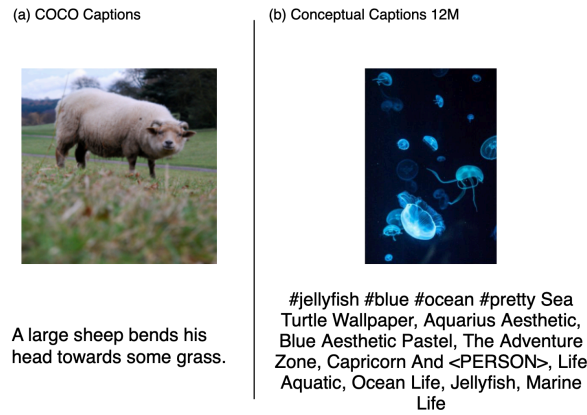 (a) COCO Captions
(b) Conceptual Captions 12M
A large sheep bends his
head towards some grass.
#jellyfish #blue #ocean #pretty Sea
Turtle Wallpaper, Aquarius Aesthetic,
Blue Aesthetic Pastel, The Adventure
Zone, Capricorn And <PERSON>, Life
Aquatic, Ocean Life, Jellyfish, Marine
Life